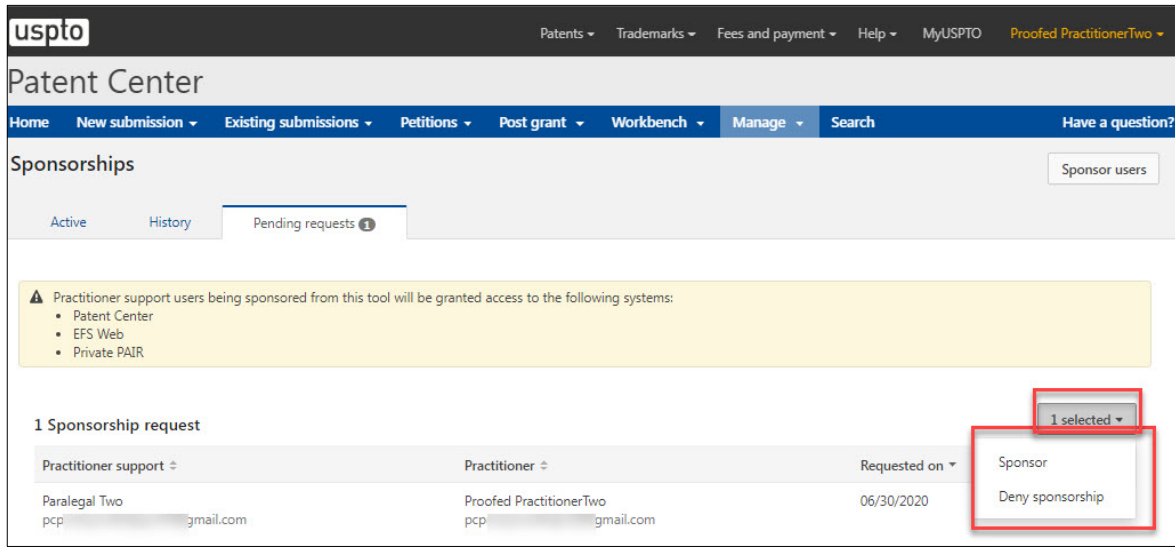 uspto
Patents Trademarks Fees and payment Help MyUSPTO Proofed PractitionerTwo
Patent Center
Home New submission Existing submissions Petitions Post grant Workbench Manage Search Have a question?
Sponsorships
Sponsor users
Active History Pending requests 1
Practitioner support users being sponsored from this tool will be granted access to the following systems:
• Patent Center
• EFS Web
• Private PAIR
1 selected
1 Sponsorship request
Practitioner support Practitioner Requested on
Sponsor
Deny sponsorship
Paralegal Two Proofed PractitionerTwo 06/30/2020
pcp gmail.com pcp gmail.com